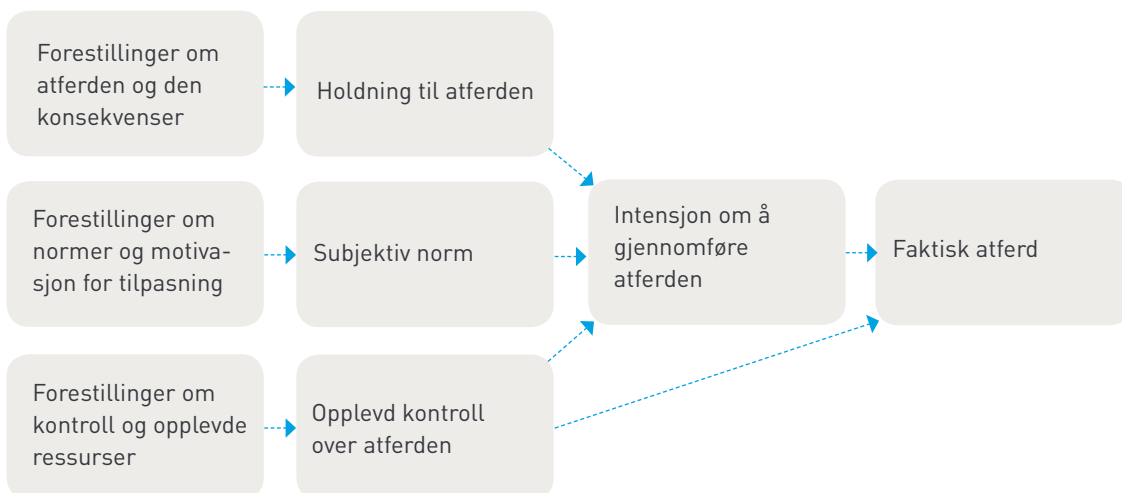 Forestillinger om
atferden og den
konsekvenser
Holdning til atferden
Forestillinger om
normer og motiva-
sjon for tilpasning
Subjektiv norm
Intensjon om å
gjennomføre
atferden
Faktisk atferd
Forestillinger om
kontroll og opplevde
ressurser
Opplevd kontroll
over atferden